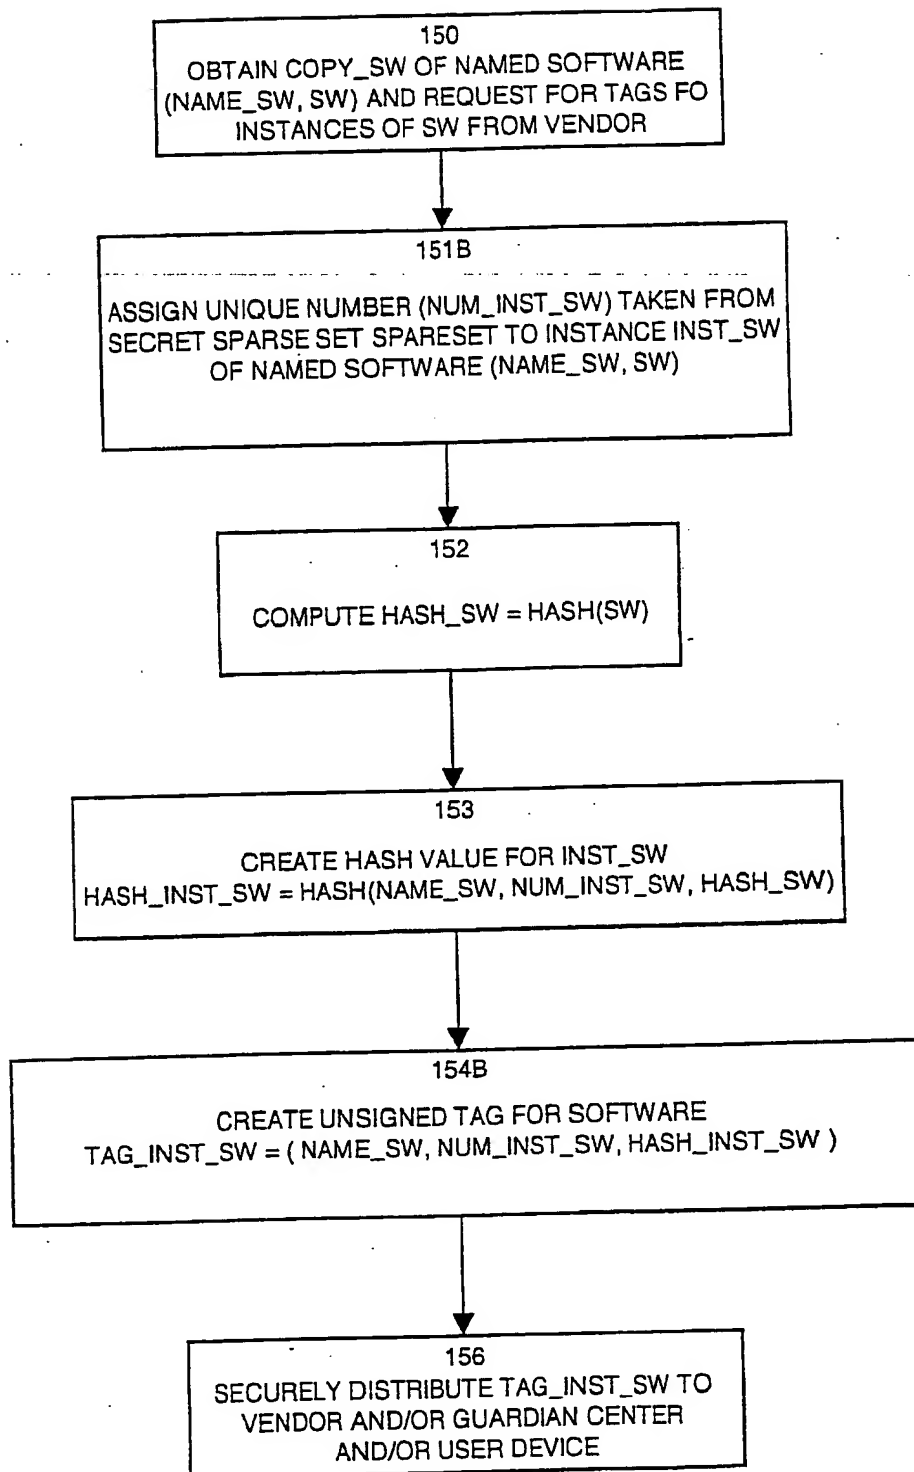 150
OBTAIN COPY_SW OF NAMED SOFTWARE
(NAME_SW, SW) AND REQUEST FOR TAGS FO
INSTANCES OF SW FROM VENDOR
151B
ASSIGN UNIQUE NUMBER (NUM_INST_SW) TAKEN FROM
SECRET SPARSE SET SPARESET TO INSTANCE INST_SW
OF NAMED SOFTWARE (NAME_SW, SW)
152
COMPUTE HASH_SW = HASH(SW)
153
CREATE HASH VALUE FOR INST_SW
HASH_INST_SW = HASH(NAME_SW, NUM_INST_SW, HASH_SW)
154B
CREATE UNSIGNED TAG FOR SOFTWARE
TAG_INST_SW = ( NAME_SW, NUM_INST_SW, HASH_INST_SW )
156
SECURELY DISTRIBUTE TAG_INST_SW TO
VENDOR AND/OR GUARDIAN CENTER
AND/OR USER DEVICE